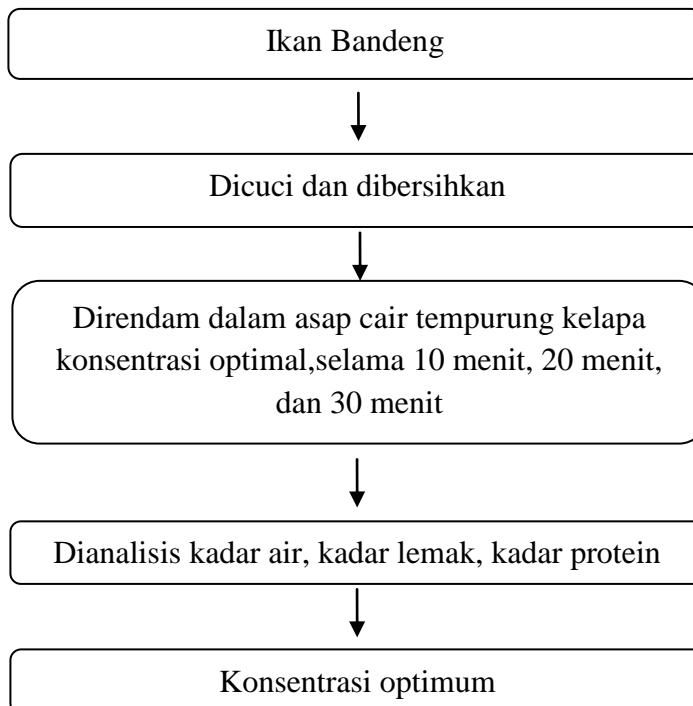 Ikan Bandeng
Dicuci dan dibersihkan
Direndam dalam asap cair tempurung kelapa
konsentrasi optimal,selama 10 menit, 20 menit,
dan 30 menit
Dianalisis kadar air, kadar lemak, kadar protein
Konsentrasi optimum